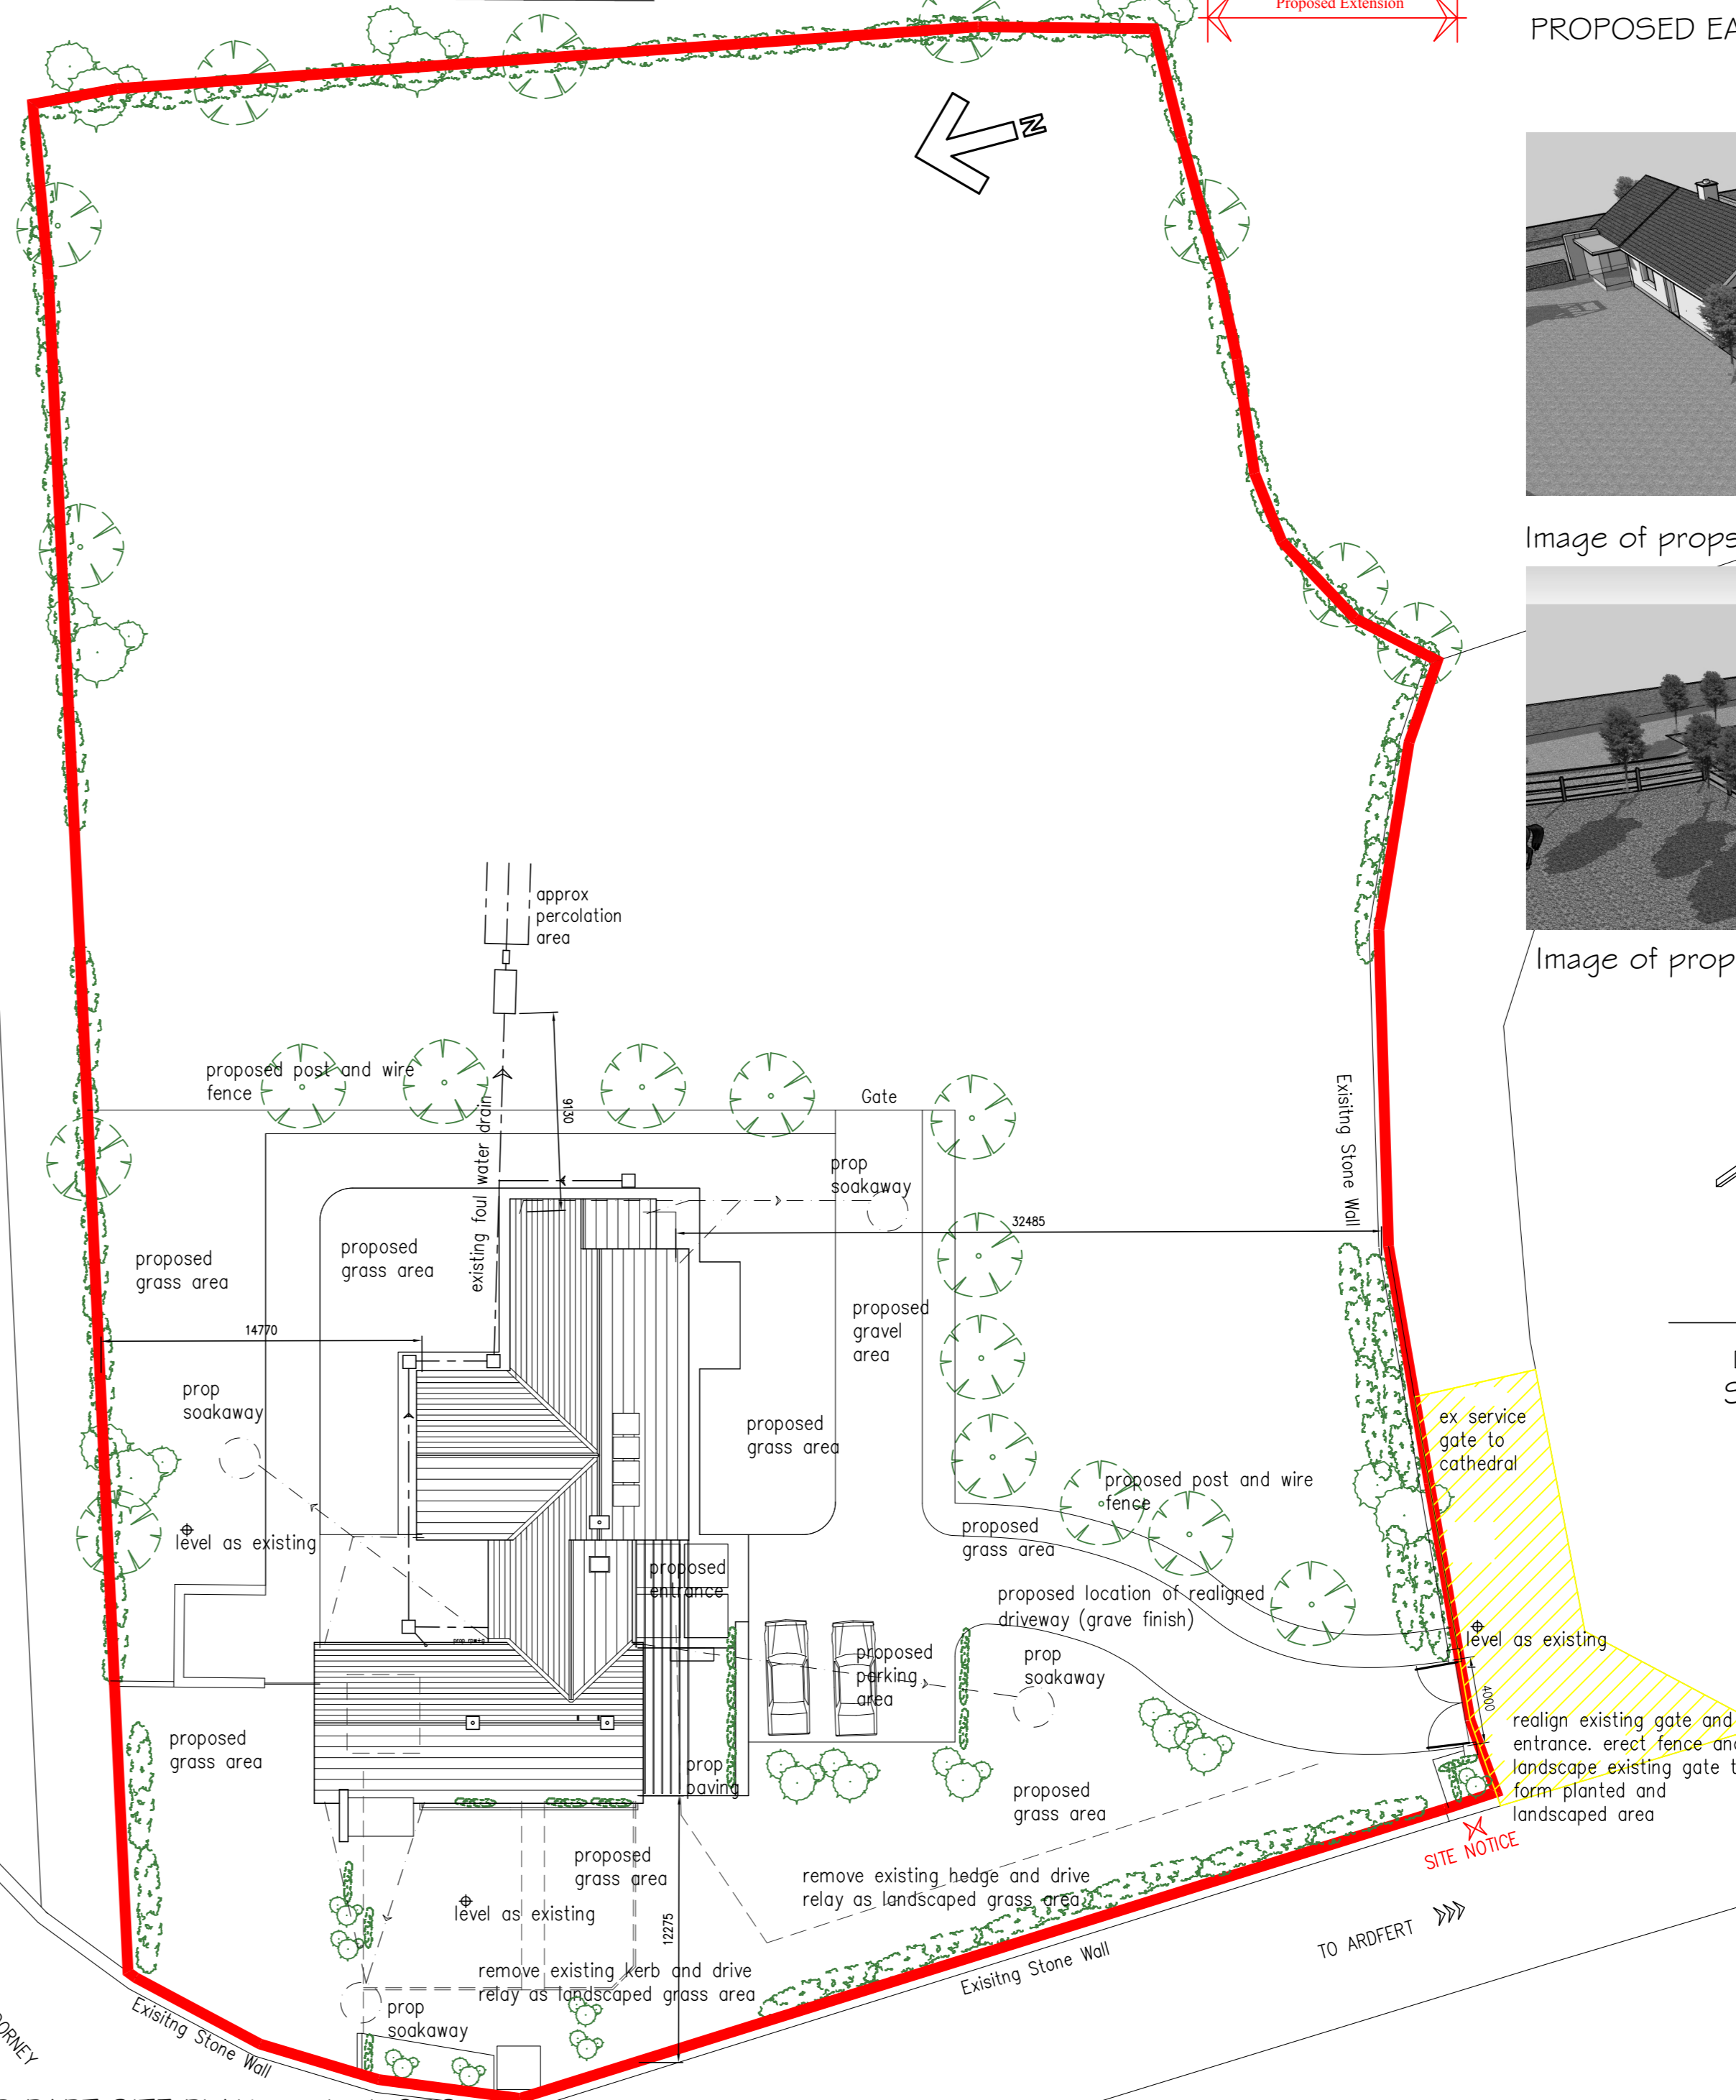 Proposed Extension
PROPOSED EA
N
Image of props
Image of prop
approx
percolation
area
proposed post and wire
fence
Gate
existing foul water drain
9130
prop
soakaway
Exisitng Stone Wall
32485
proposed
grass area
proposed
grass area
proposed
gravel
area
14770
prop
soakaway
proposed
grass area
ex service
gate to
cathedral
S
proposed post and wire
fence
level as existing
proposed
grass area
proposed
entrance
proposed location of realigned
driveway (grave finish)
level as existing
proposed
parking
area
prop
soakaway
4000
proposed
grass area
prop
paving
proposed
grass area
realign existing gate and
entrance. erect fence and
landscape existing gate t
form planted and
landscaped area
SITE NOTICE
proposed
grass area
remove existing hedge and drive
relay as landscaped grass area
level as existing
12275
TO ARDFERT
remove existing kerb and drive
relay as landscaped grass area
Exisitng Stone Wall
prop
soakaway
Exisitng Stone Wall
ORNEY